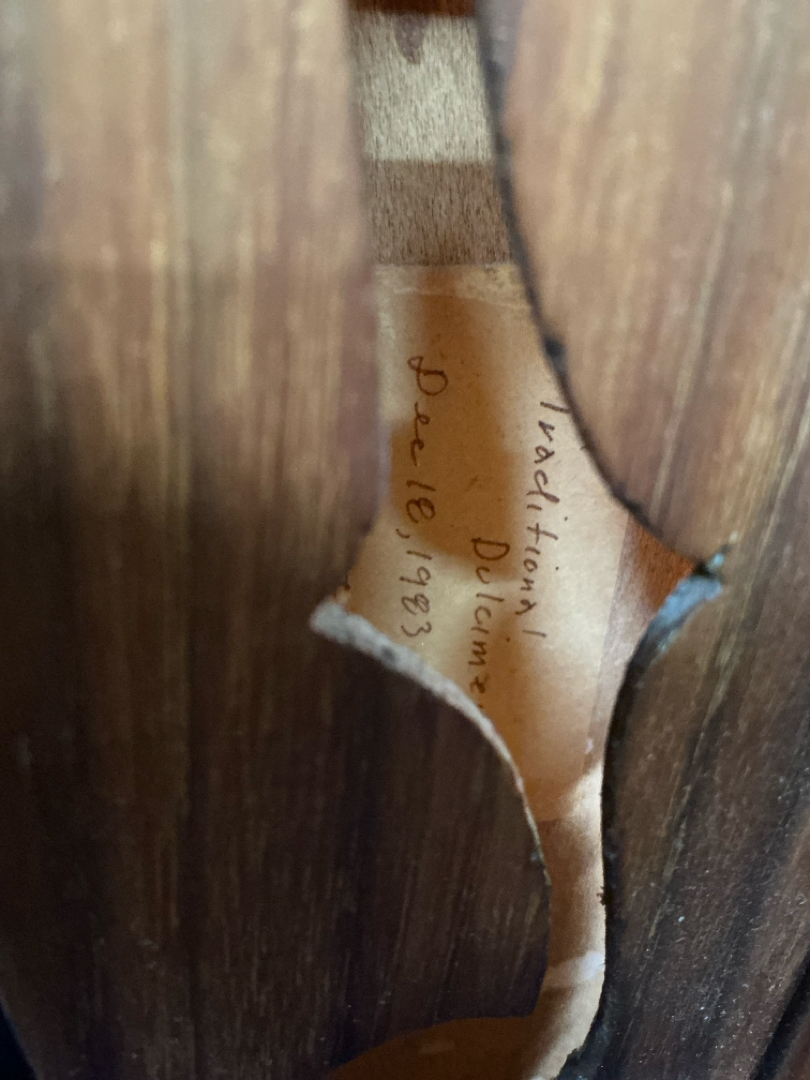 Traditional
Dulcimer
Dec 18, 1983